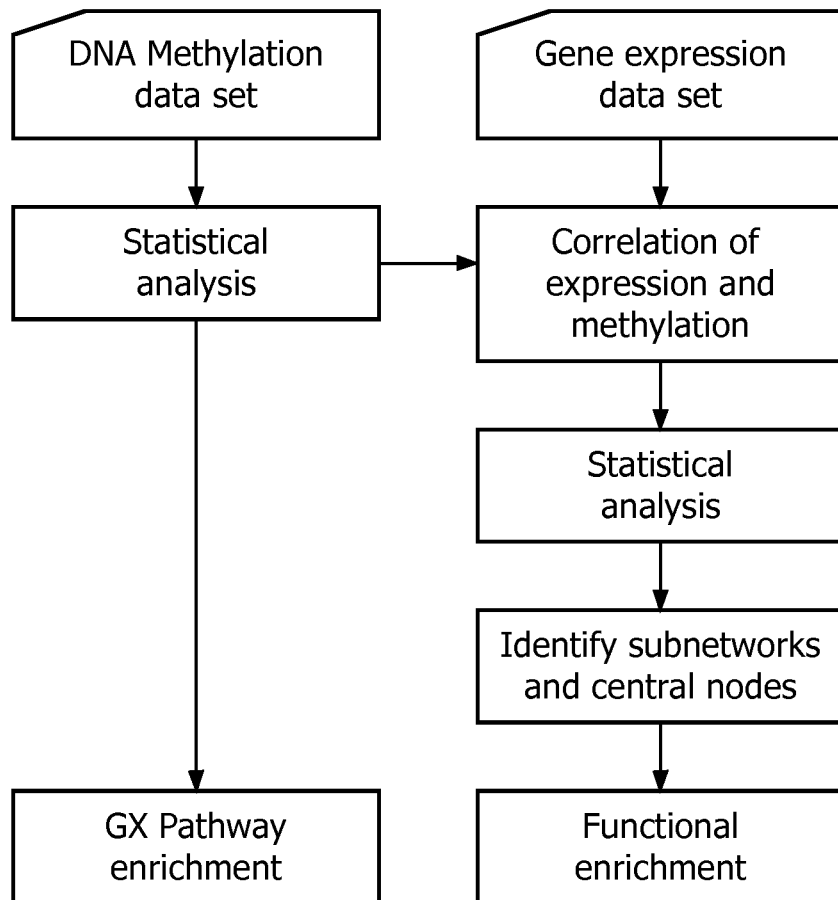 DNA Methylation
data set
Gene expression
data set
Statistical
analysis
Correlation of
expression and
methylation
Statistical
analysis
Identify subnetworks
and central nodes
GX Pathway
enrichment
Functional
enrichment